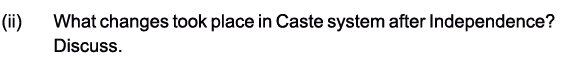 (ii) What changes took place in Caste system after Independence?
Discuss.